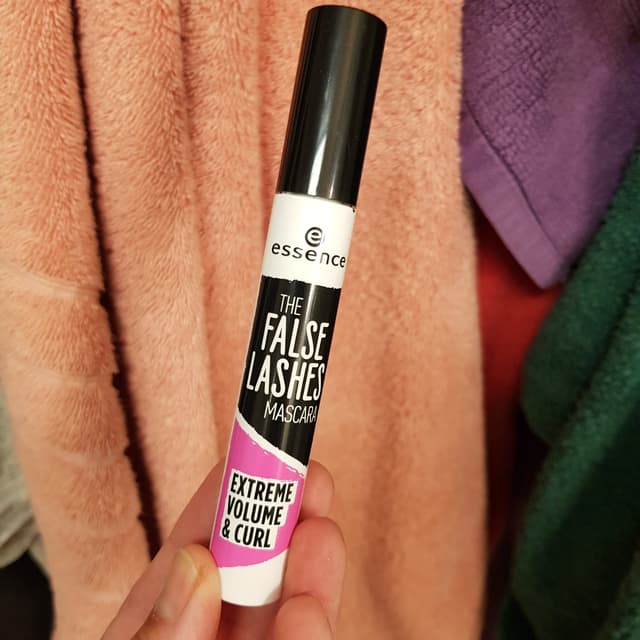 essence
THE
FALSE
LASHES
MASCARA
EXTREME
VOLUME
& CURL